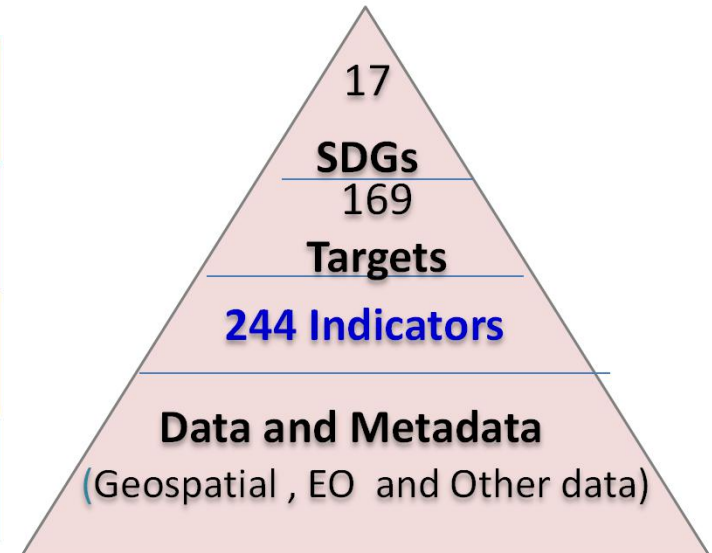 17
SDGs
169
Targets
244 Indicators
Data and Metadata
(Geospatial , EO and Other data)